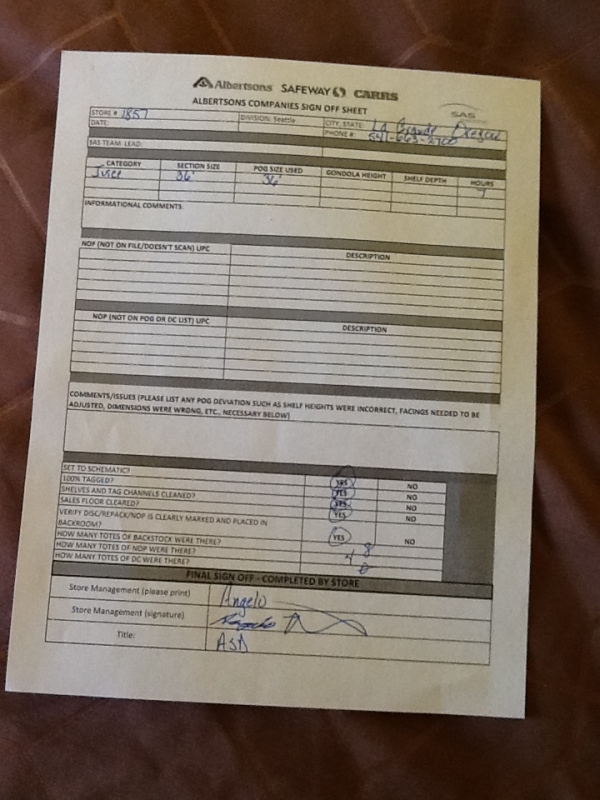 Albertsons SAFEWAY CARRS
ALBERTSONS COMPANIES SIGN OFF SHEET
SAS
STORE # 1857 DIVISION: Seattle CITY, STATE: La Grande Oregon
DATE: PHONE #: 541-663-2700
SAS TEAM LEAD:
CATEGORY SECTION SIZE POG SIZE USED GONDOLA HEIGHT SHELF DEPTH HOURS
Juice 36' 36' 7
INFORMATIONAL COMMENTS
NOF (NOT ON FILE/DOESN'T SCAN) UPC DESCRIPTION
NOP (NOT ON POG OR DC LIST) UPC DESCRIPTION
COMMENTS/ISSUES (PLEASE LIST ANY POG DEVIATION SUCH AS SHELF HEIGHTS WERE INCORRECT, FACINGS NEEDED TO BE
ADJUSTED, DIMENSIONS WERE WRONG, ETC., NECESSARY BELOW)
SET TO SCHEMATIC?
100% TAGGED? YES NO
SHELVES AND TAG CHANNELS CLEANED? YES NO
SALES FLOOR CLEARED? YES NO
VERIFY DISC/REPACK/NOP IS CLEARLY MARKED AND PLACED IN YES NO
BACKROOM? YES NO
HOW MANY TOTES OF BACKSTOCK WERE THERE? 8
HOW MANY TOTES OF NOP WERE THERE? 4
HOW MANY TOTES OF DC WERE THERE? 0
FINAL SIGN OFF - COMPLETED BY STORE
Store Management (please print) Angelo
Store Management (signature)
Title: ASD